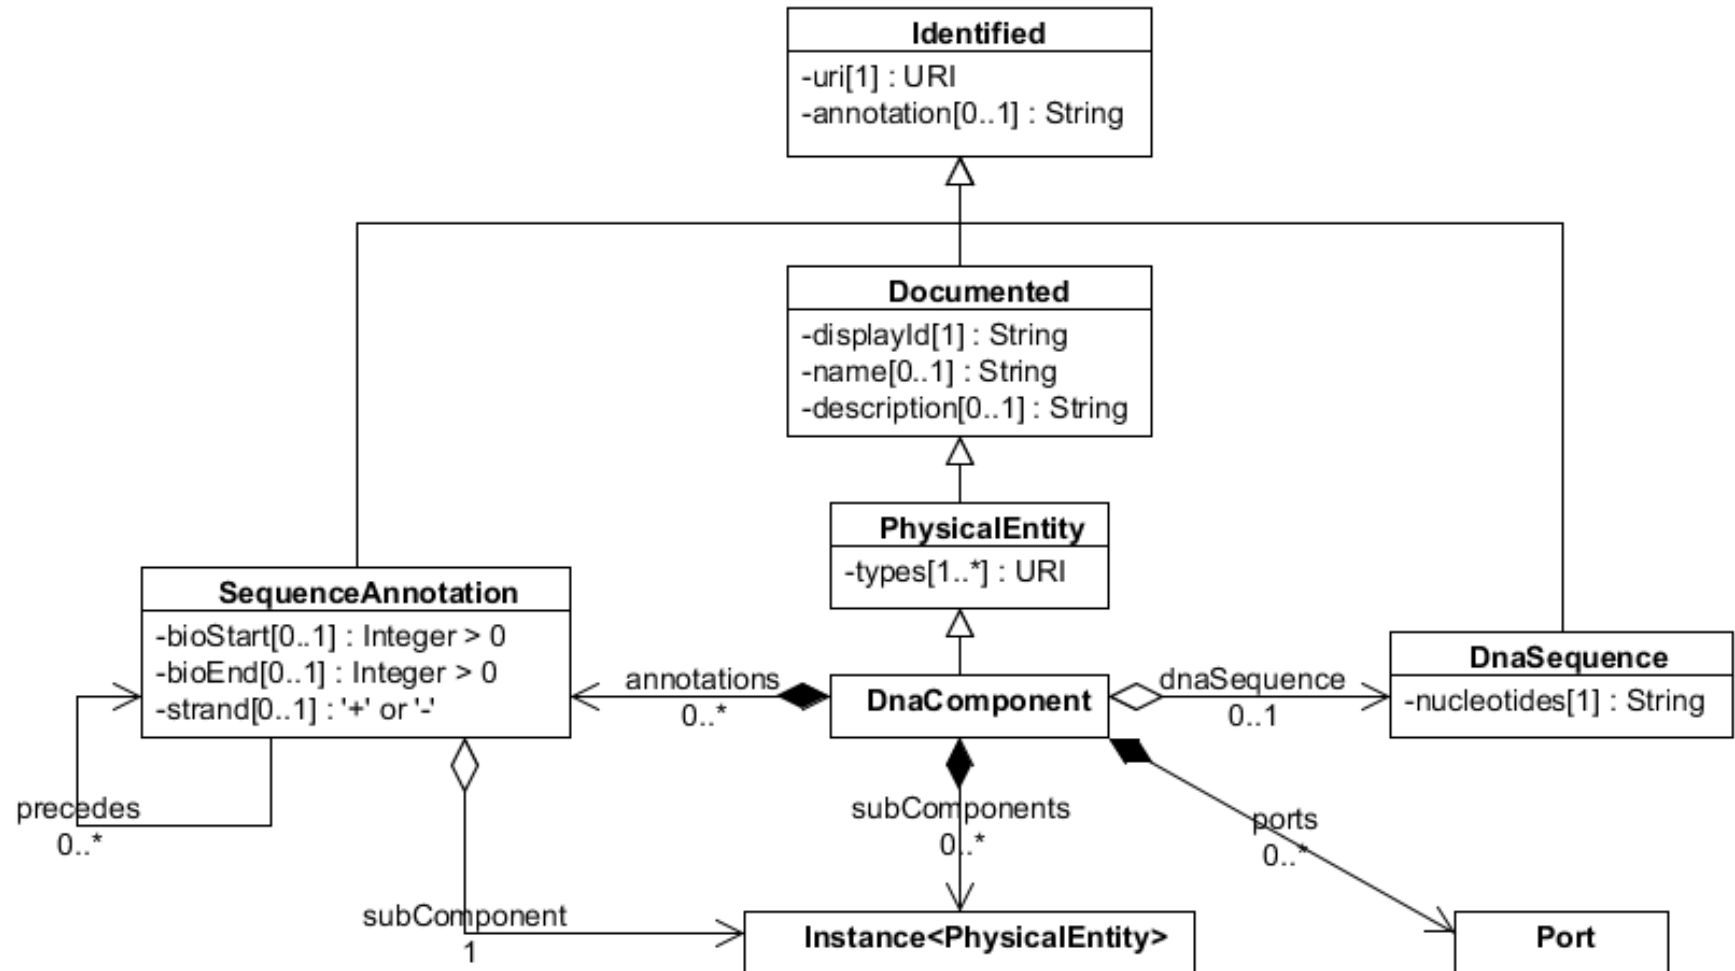 Identified
-uri[1] : URI
-annotation[0..1] : String
Documented
-displayId[1] : String
-name[0..1] : String
-description[0..1] : String
PhysicalEntity
-types[1..*] : URI
SequenceAnnotation
-bioStart[0..1] : Integer > 0
-bioEnd[0..1] : Integer > 0
-strand[0..1] : '+' or '-'
annotations
0..*
DnaComponent
dnaSequence
0..1
DnaSequence
-nucleotides[1] : String
precedes
0..*
subComponents
0..*
ports
0..*
subComponent
1
Instance<PhysicalEntity>
Port